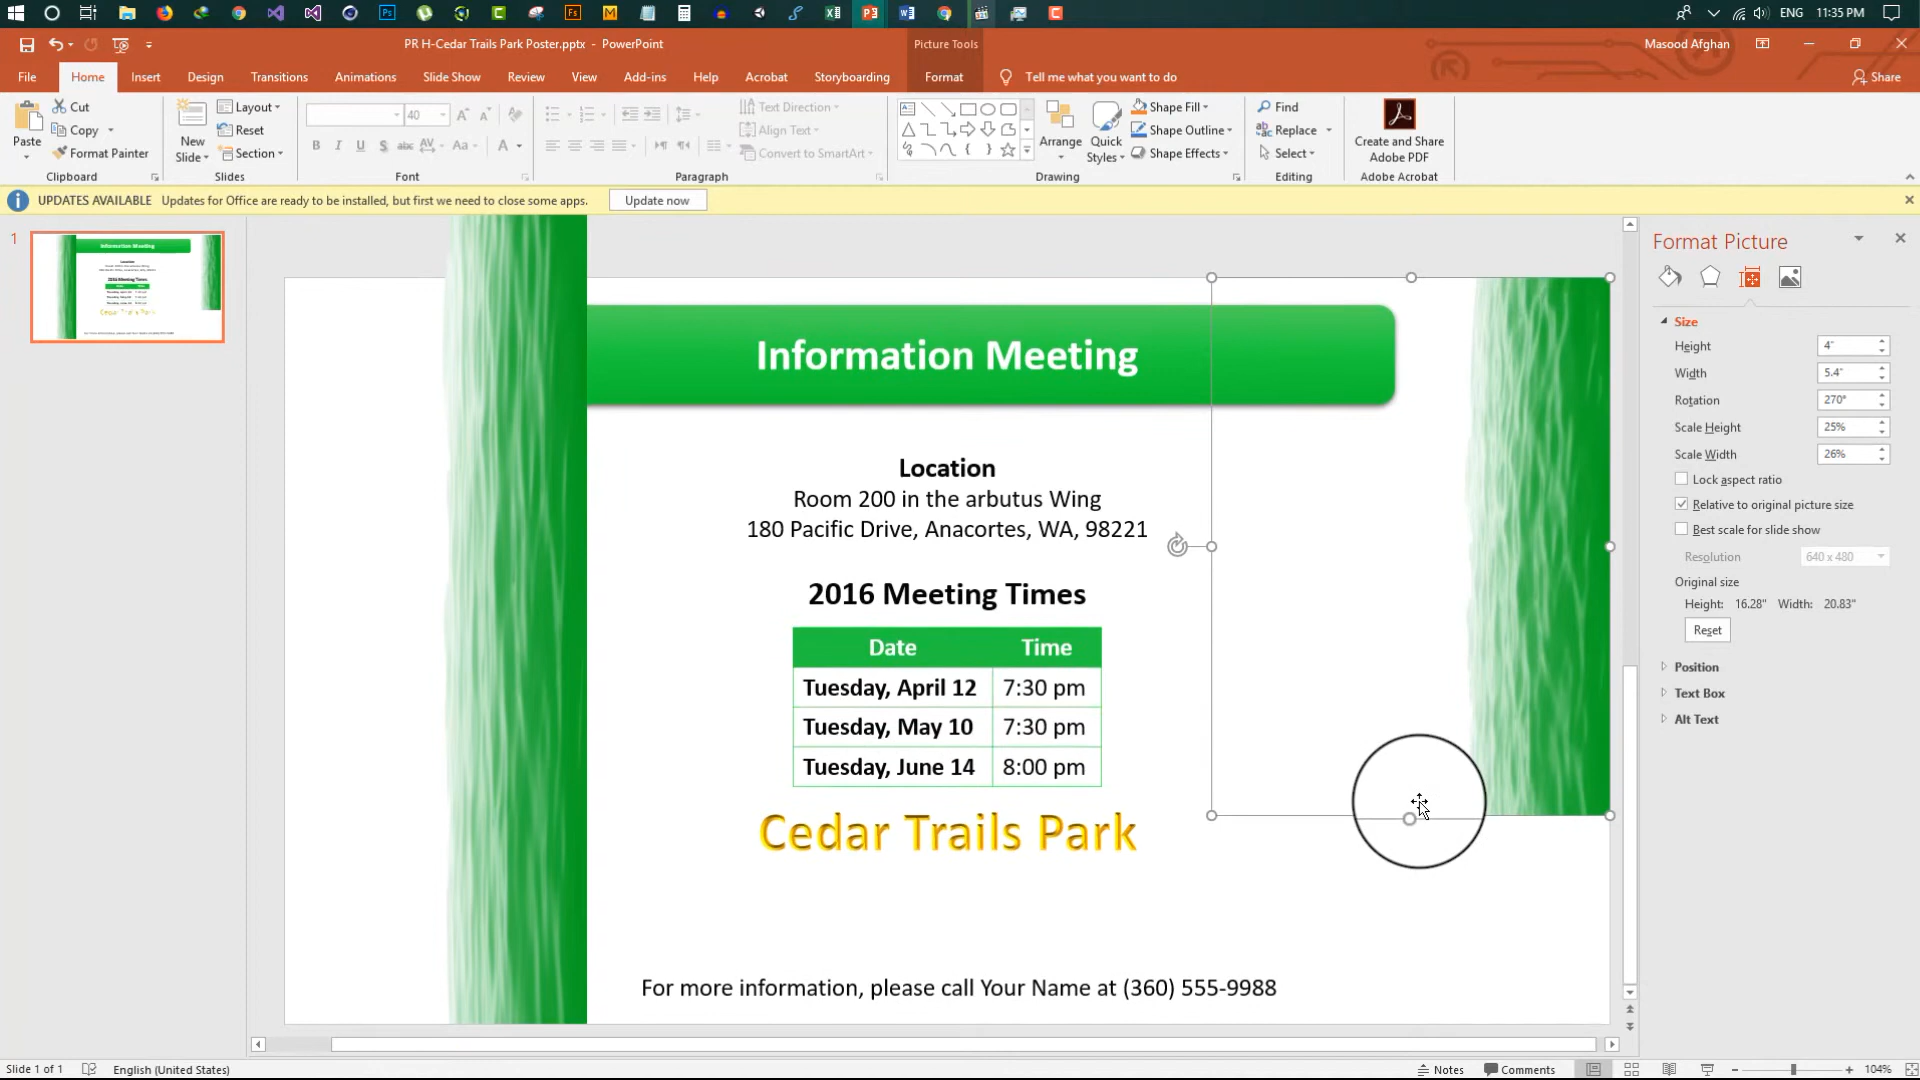 ENG 11:35 PM
PR H-Cedar Trails Park Poster.pptx - PowerPoint
Picture Tools
Masood Afghan
File Home Insert Design Transitions Animations Slide Show Review View Add-ins Help Acrobat Storyboarding Format Tell me what you want to do Share
Paste
Cut
Copy
Format Painter
Clipboard
New Slide
Layout
Reset
Section
Slides
40
Font
Text Direction
Align Text
Convert to SmartArt
Paragraph
Arrange
Quick Styles
Shape Fill
Shape Outline
Shape Effects
Drawing
Find
Replace
Select
Editing
Create and Share Adobe PDF
Adobe Acrobat
UPDATES AVAILABLE Updates for Office are ready to be installed, but first we need to close some apps. Update now
1
Information Meeting
Location
Room 200 in the arbutus Wing
180 Pacific Drive, Anacortes, WA, 98221
2016 Meeting Times
Date Time
Tuesday, April 12 7:30 pm
Tuesday, May 10 7:30 pm
Tuesday, June 14 8:00 pm
Cedar Trails Park
For more information, please call Your Name at (360) 555-9988
Format Picture
Size
Height 4"
Width 5.4"
Rotation 270°
Scale Height 25%
Scale Width 26%
Lock aspect ratio
Relative to original picture size
Best scale for slide show
Resolution 640 x 480
Original size
Height: 16.28" Width: 20.83"
Reset
Position
Text Box
Alt Text
Slide 1 of 1 English (United States) Notes Comments 104%